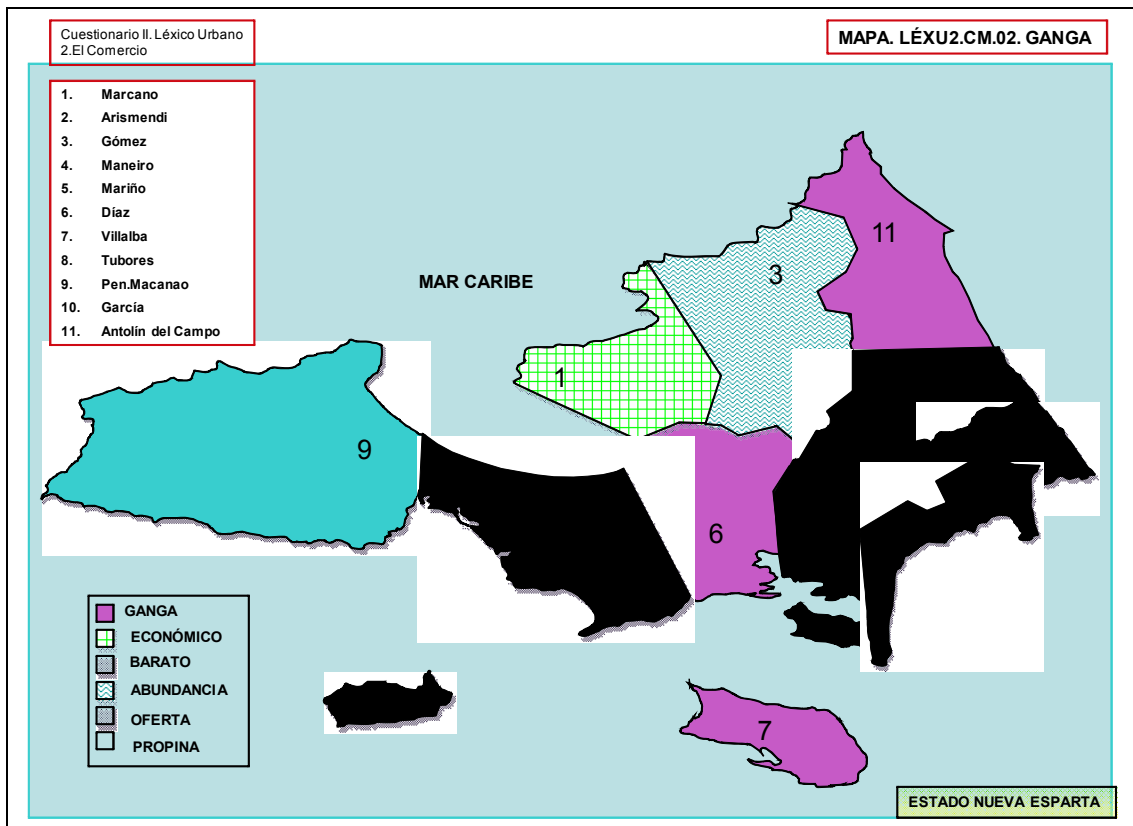 Cuestionario II. Léxico Urbano
2.El Comercio
MAPA. LÉXU2.CM.02. GANGA
1. Marcano
2. Arismendi
3. Gómez
4. Maneiro
5. Mariño
6. Díaz
7. Villalba
8. Tubores
9. Pen.Macanao
10. García
11. Antolín del Campo
MAR CARIBE
11
3
1
9
6
7
GANGA
ECONÓMICO
BARATO
ABUNDANCIA
OFERTA
PROPINA
ESTADO NUEVA ESPARTA